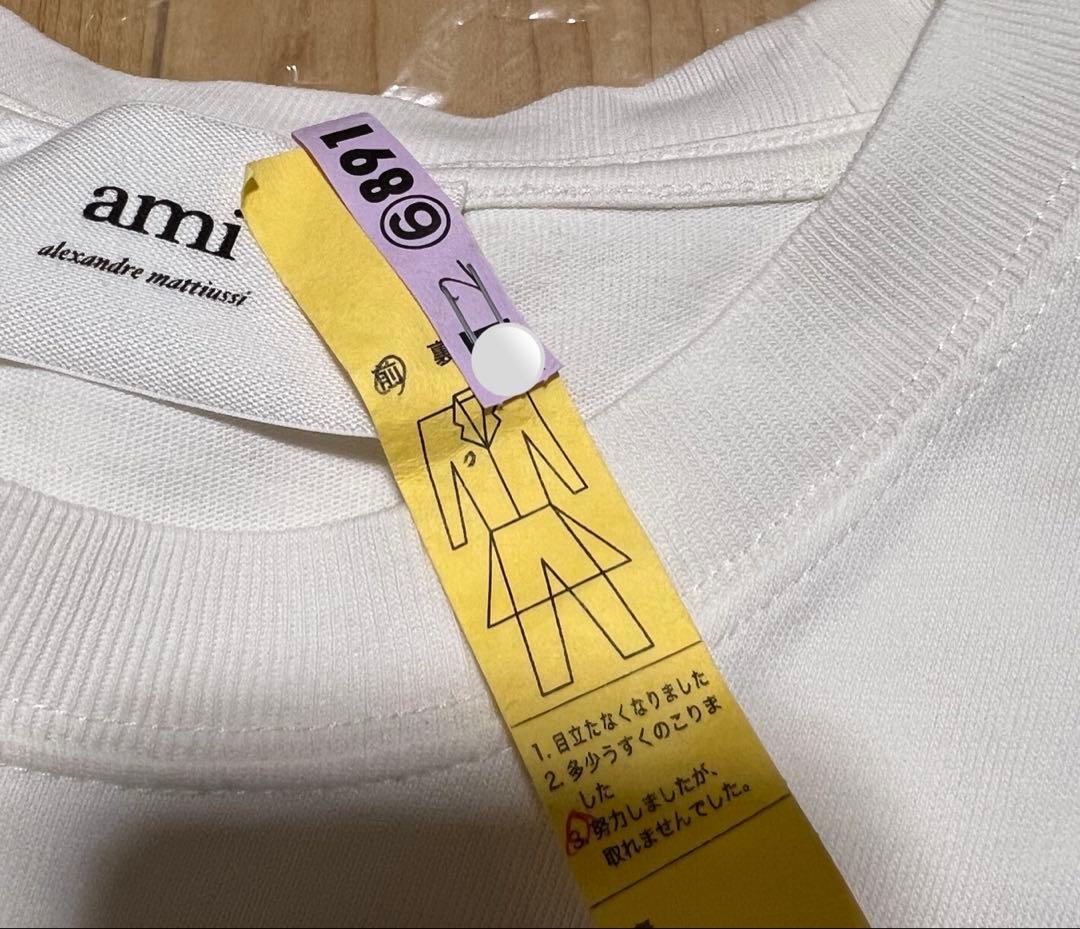 ami
alexandre mattiussi
168⑨
前 裏
1. 目立たなくなりました
2. 多少うすくのこりま
した
3. 努力しましたが、
取れませんでした。